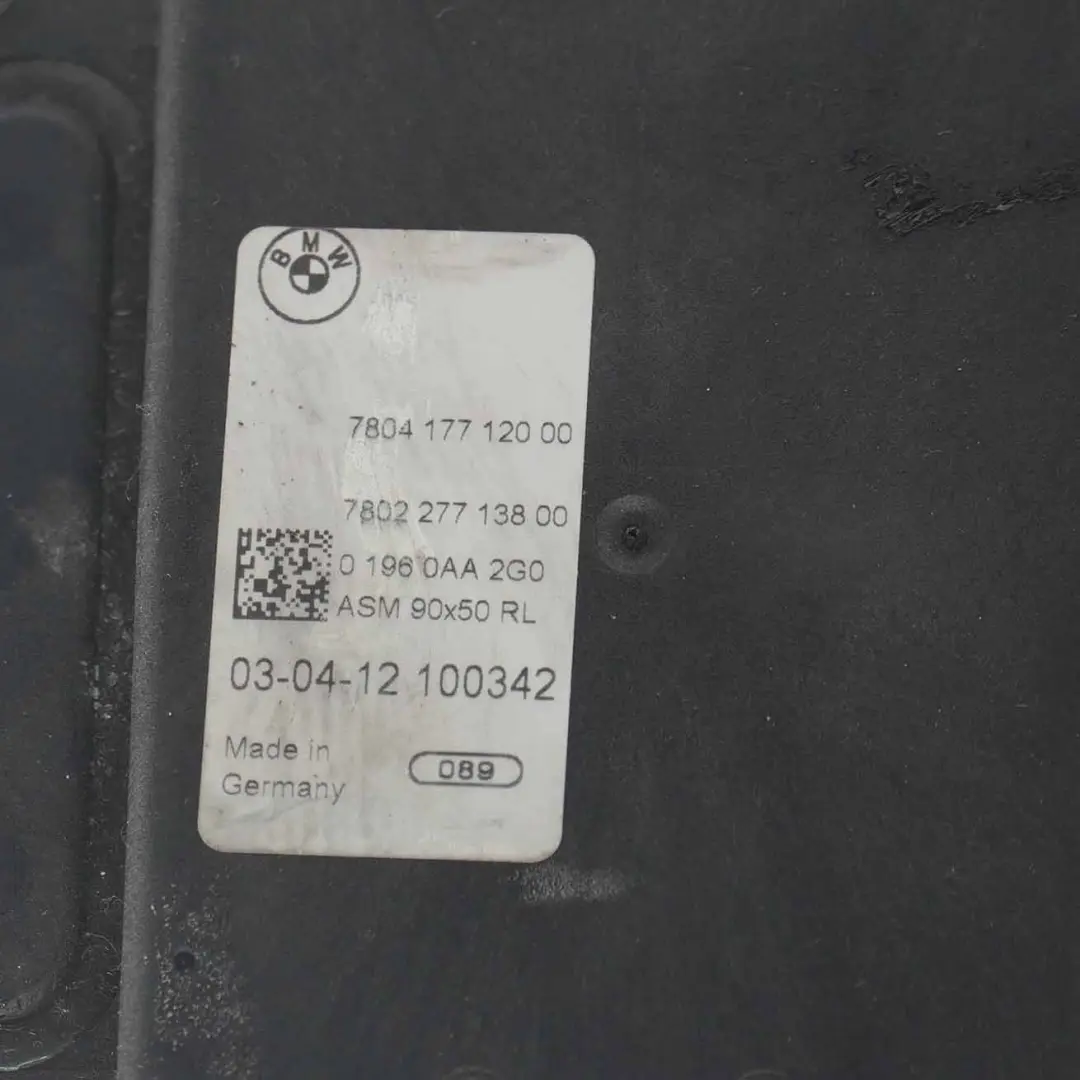 BMW
7804 177 120 00
7802 277 138 00
0 196 0AA 2G0
ASM 90x50 RL
03-04-12 100342
Made in
Germany
089